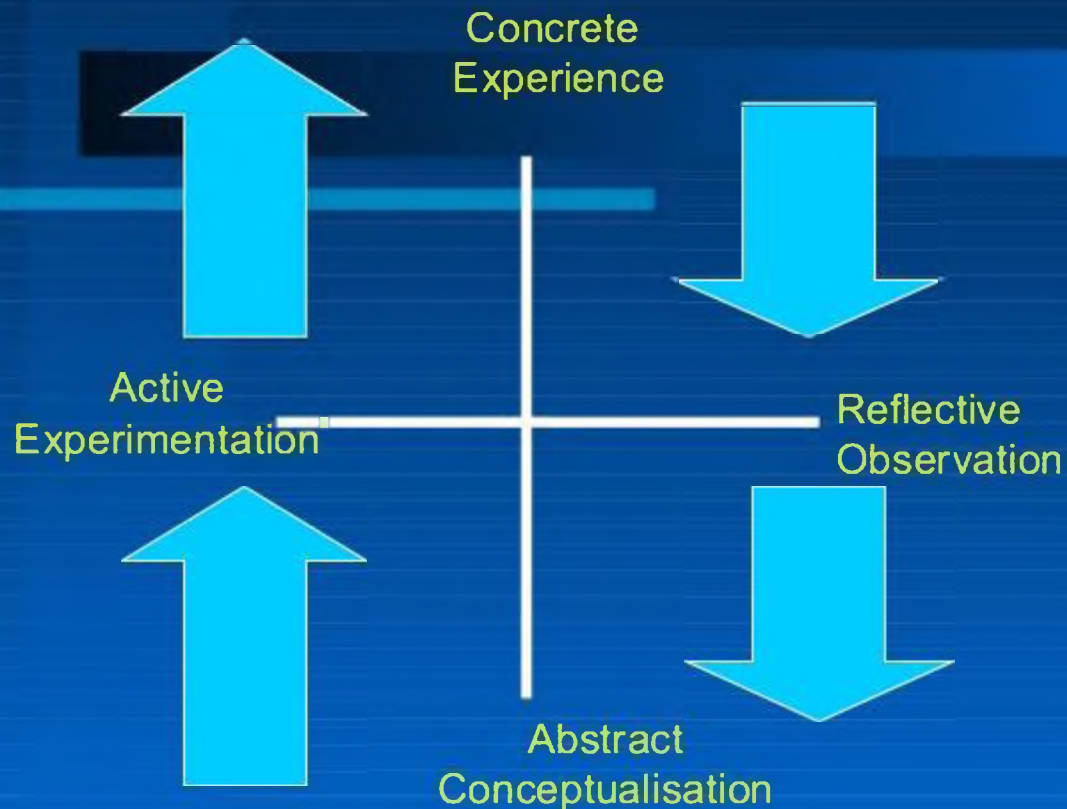 Concrete
Experience
Active
Experimentation
Reflective
Observation
Abstract
Conceptualisation